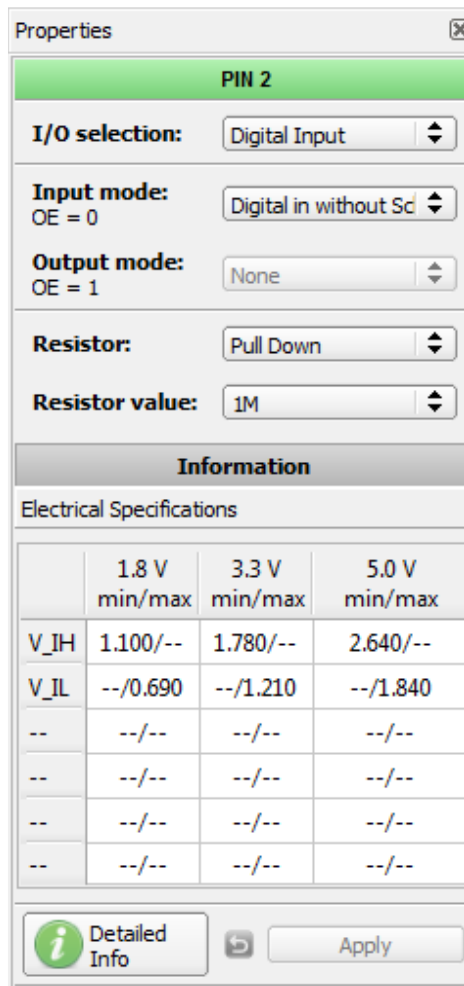 Properties
PIN 2
I/O selection: Digital Input
Input mode: Digital in without Scl
OE = 0
Output mode: None
OE = 1
Resistor: Pull Down
Resistor value: 1M
Information
Electrical Specifications
1.8 V 3.3 V 5.0 V
min/max min/max min/max
V_IH 1.100/-- 1.780/-- 2.640/--
V_IL --/0.690 --/1.210 --/1.840
-- --/-- --/-- --/--
-- --/-- --/-- --/--
-- --/-- --/-- --/--
-- --/-- --/-- --/--
i Detailed Info Apply